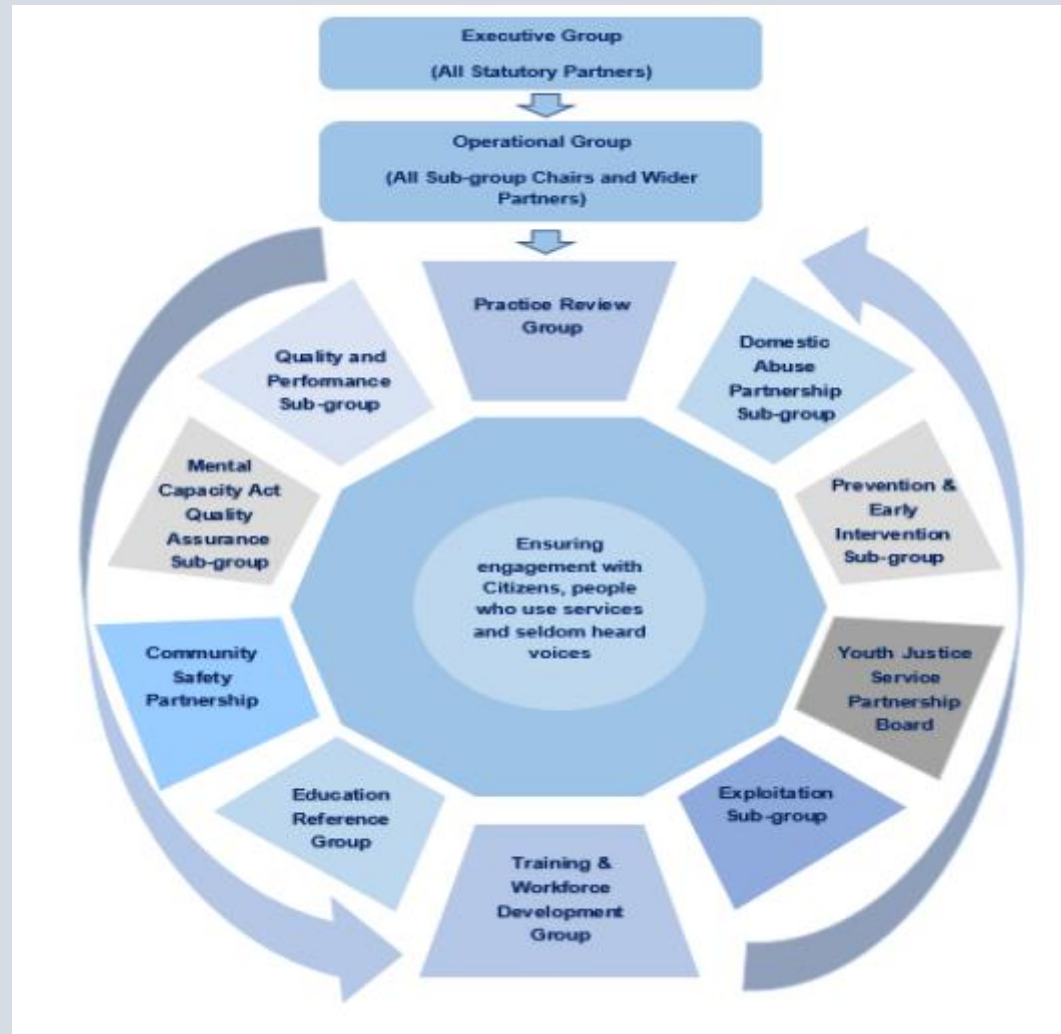 Executive Group
(All Statutory Partners)
Operational Group
(All Sub-group Chairs and Wider
Partners)
Practice Review
Group
Domestic
Abuse
Partnership
Sub-group
Prevention &
Early
Intervention
Sub-group
Youth Justice
Service
Partnership
Board
Exploitation
Sub-group
Training &
Workforce
Development
Group
Education
Reference
Group
Community
Safety
Partnership
Mental
Capacity Act
Quality
Assurance
Sub-group
Quality and
Performance
Sub-group
Ensuring
engagement with
Citizens, people
who use services
and seldom heard
voices